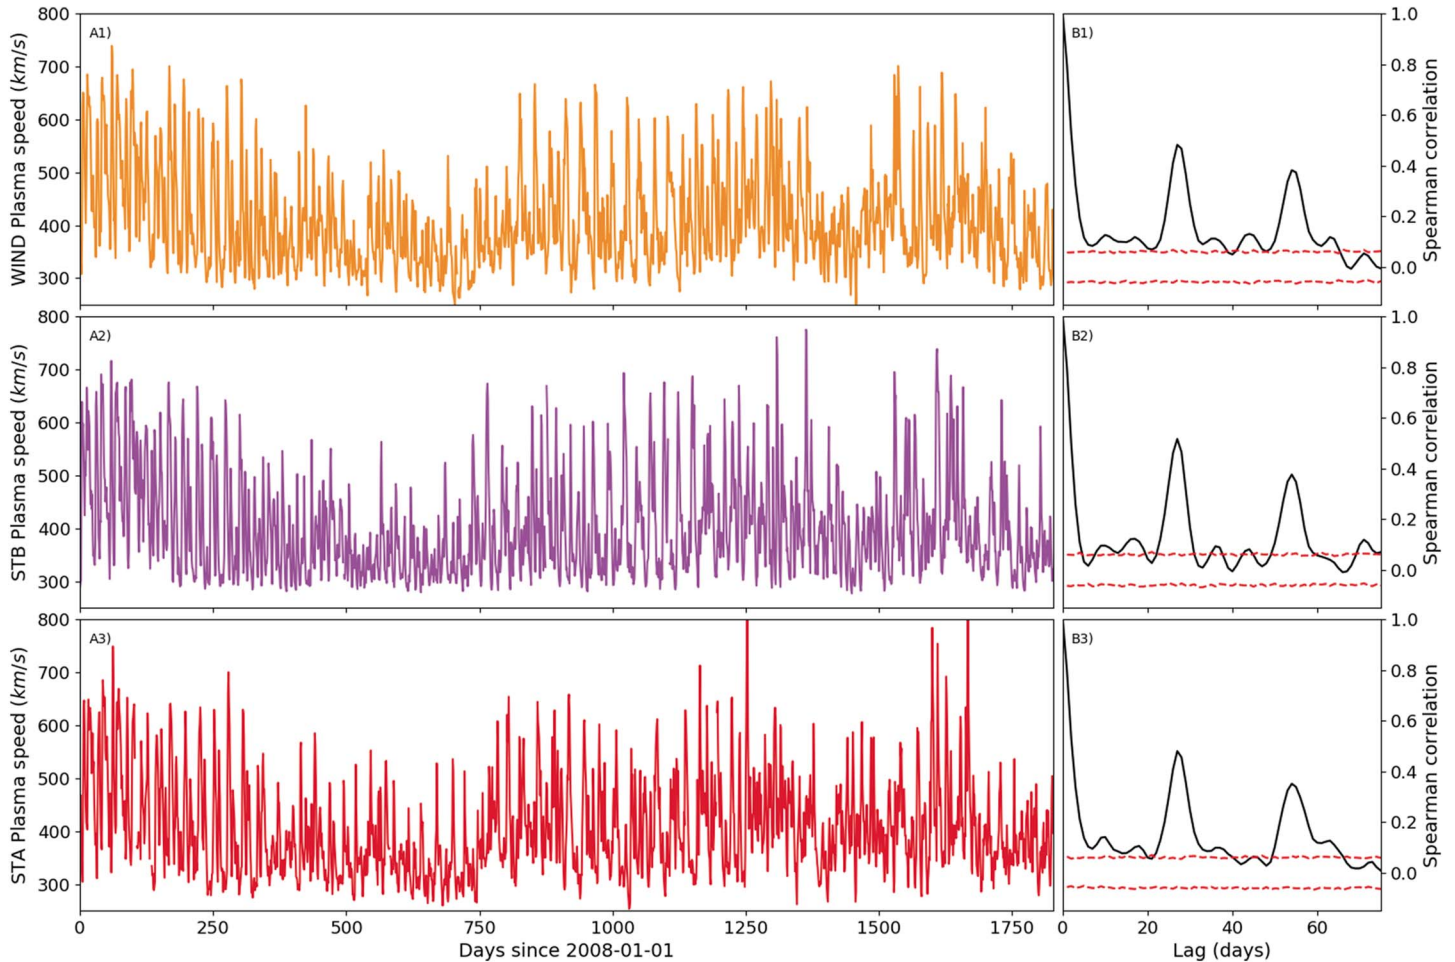 A1)
WIND Plasma speed (km/s)
800
700
600
500
400
300
B1)
1.0
0.8
0.6
0.4
0.2
0.0
Spearman correlation
A2)
STB Plasma speed (km/s)
800
700
600
500
400
300
B2)
1.0
0.8
0.6
0.4
0.2
0.0
Spearman correlation
A3)
STA Plasma speed (km/s)
800
700
600
500
400
300
B3)
1.0
0.8
0.6
0.4
0.2
0.0
Spearman correlation
0 250 500 750 1000 1250 1500 1750
Days since 2008-01-01
0 20 40 60
Lag (days)